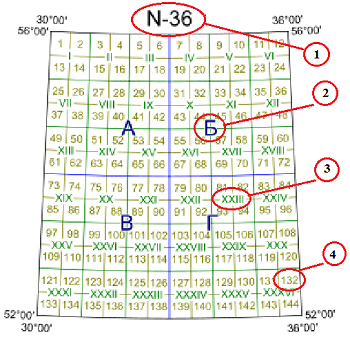 30°00' N-36 36°00'
56°00' 56°00'
1 2 3 4 5 6 7 8 9 10 11 12
I II III IV V VI
13 14 15 16 17 18 19 20 21 22 23 24
25 26 27 28 29 30 31 32 33 34 35 36
VII VIII IX X XI XII
37 38 39 40 41 42 43 44 45 46 47 48
А Б
49 50 51 52 53 54 55 56 57 58 59 60
XIII XIV XV XVI XVII XVIII
61 62 63 64 65 66 67 68 69 70 71 72
73 74 75 76 77 78 79 80 81 82 83 84
XIX XX XXI XXII XXIII XXIV
85 86 87 88 89 90 91 92 93 94 95 96
В Г
97 98 99 100 101 102 103 104 105 106 107 108
XXV XXVI XXVII XXVIII XXIX XXX
109 110 111 112 113 114 115 116 117 118 119 120
121 122 123 124 125 126 127 128 129 130 131 132
XXXI XXXII XXXIII XXXIV XXXV XXXVI
133 134 135 136 137 138 139 140 141 142 143 144
52°00' 52°00'
30°00' 36°00'
1
2
3
4